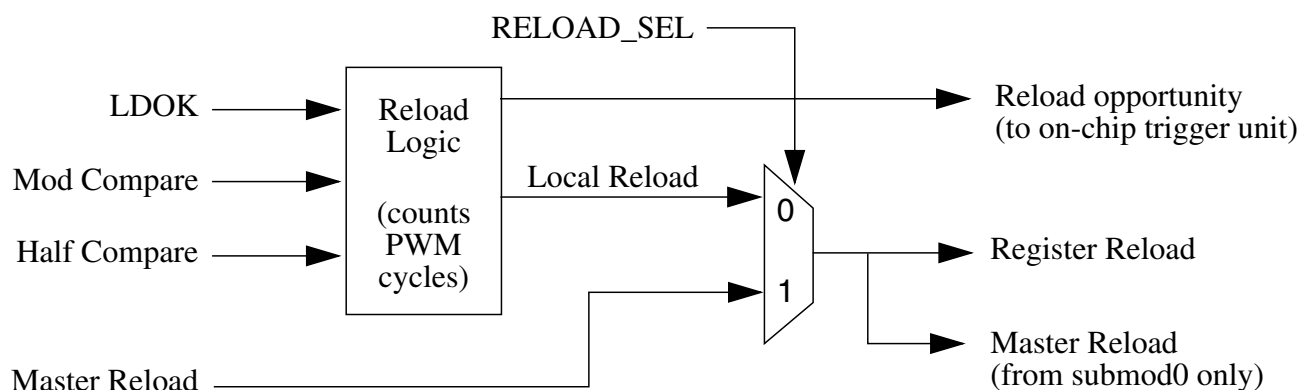 RELOAD_SEL
LDOK
Mod Compare
Half Compare
Master Reload
Reload
Logic
(counts
PWM
cycles)
Local Reload
0
1
Reload opportunity
(to on-chip trigger unit)
Register Reload
Master Reload
(from submod0 only)